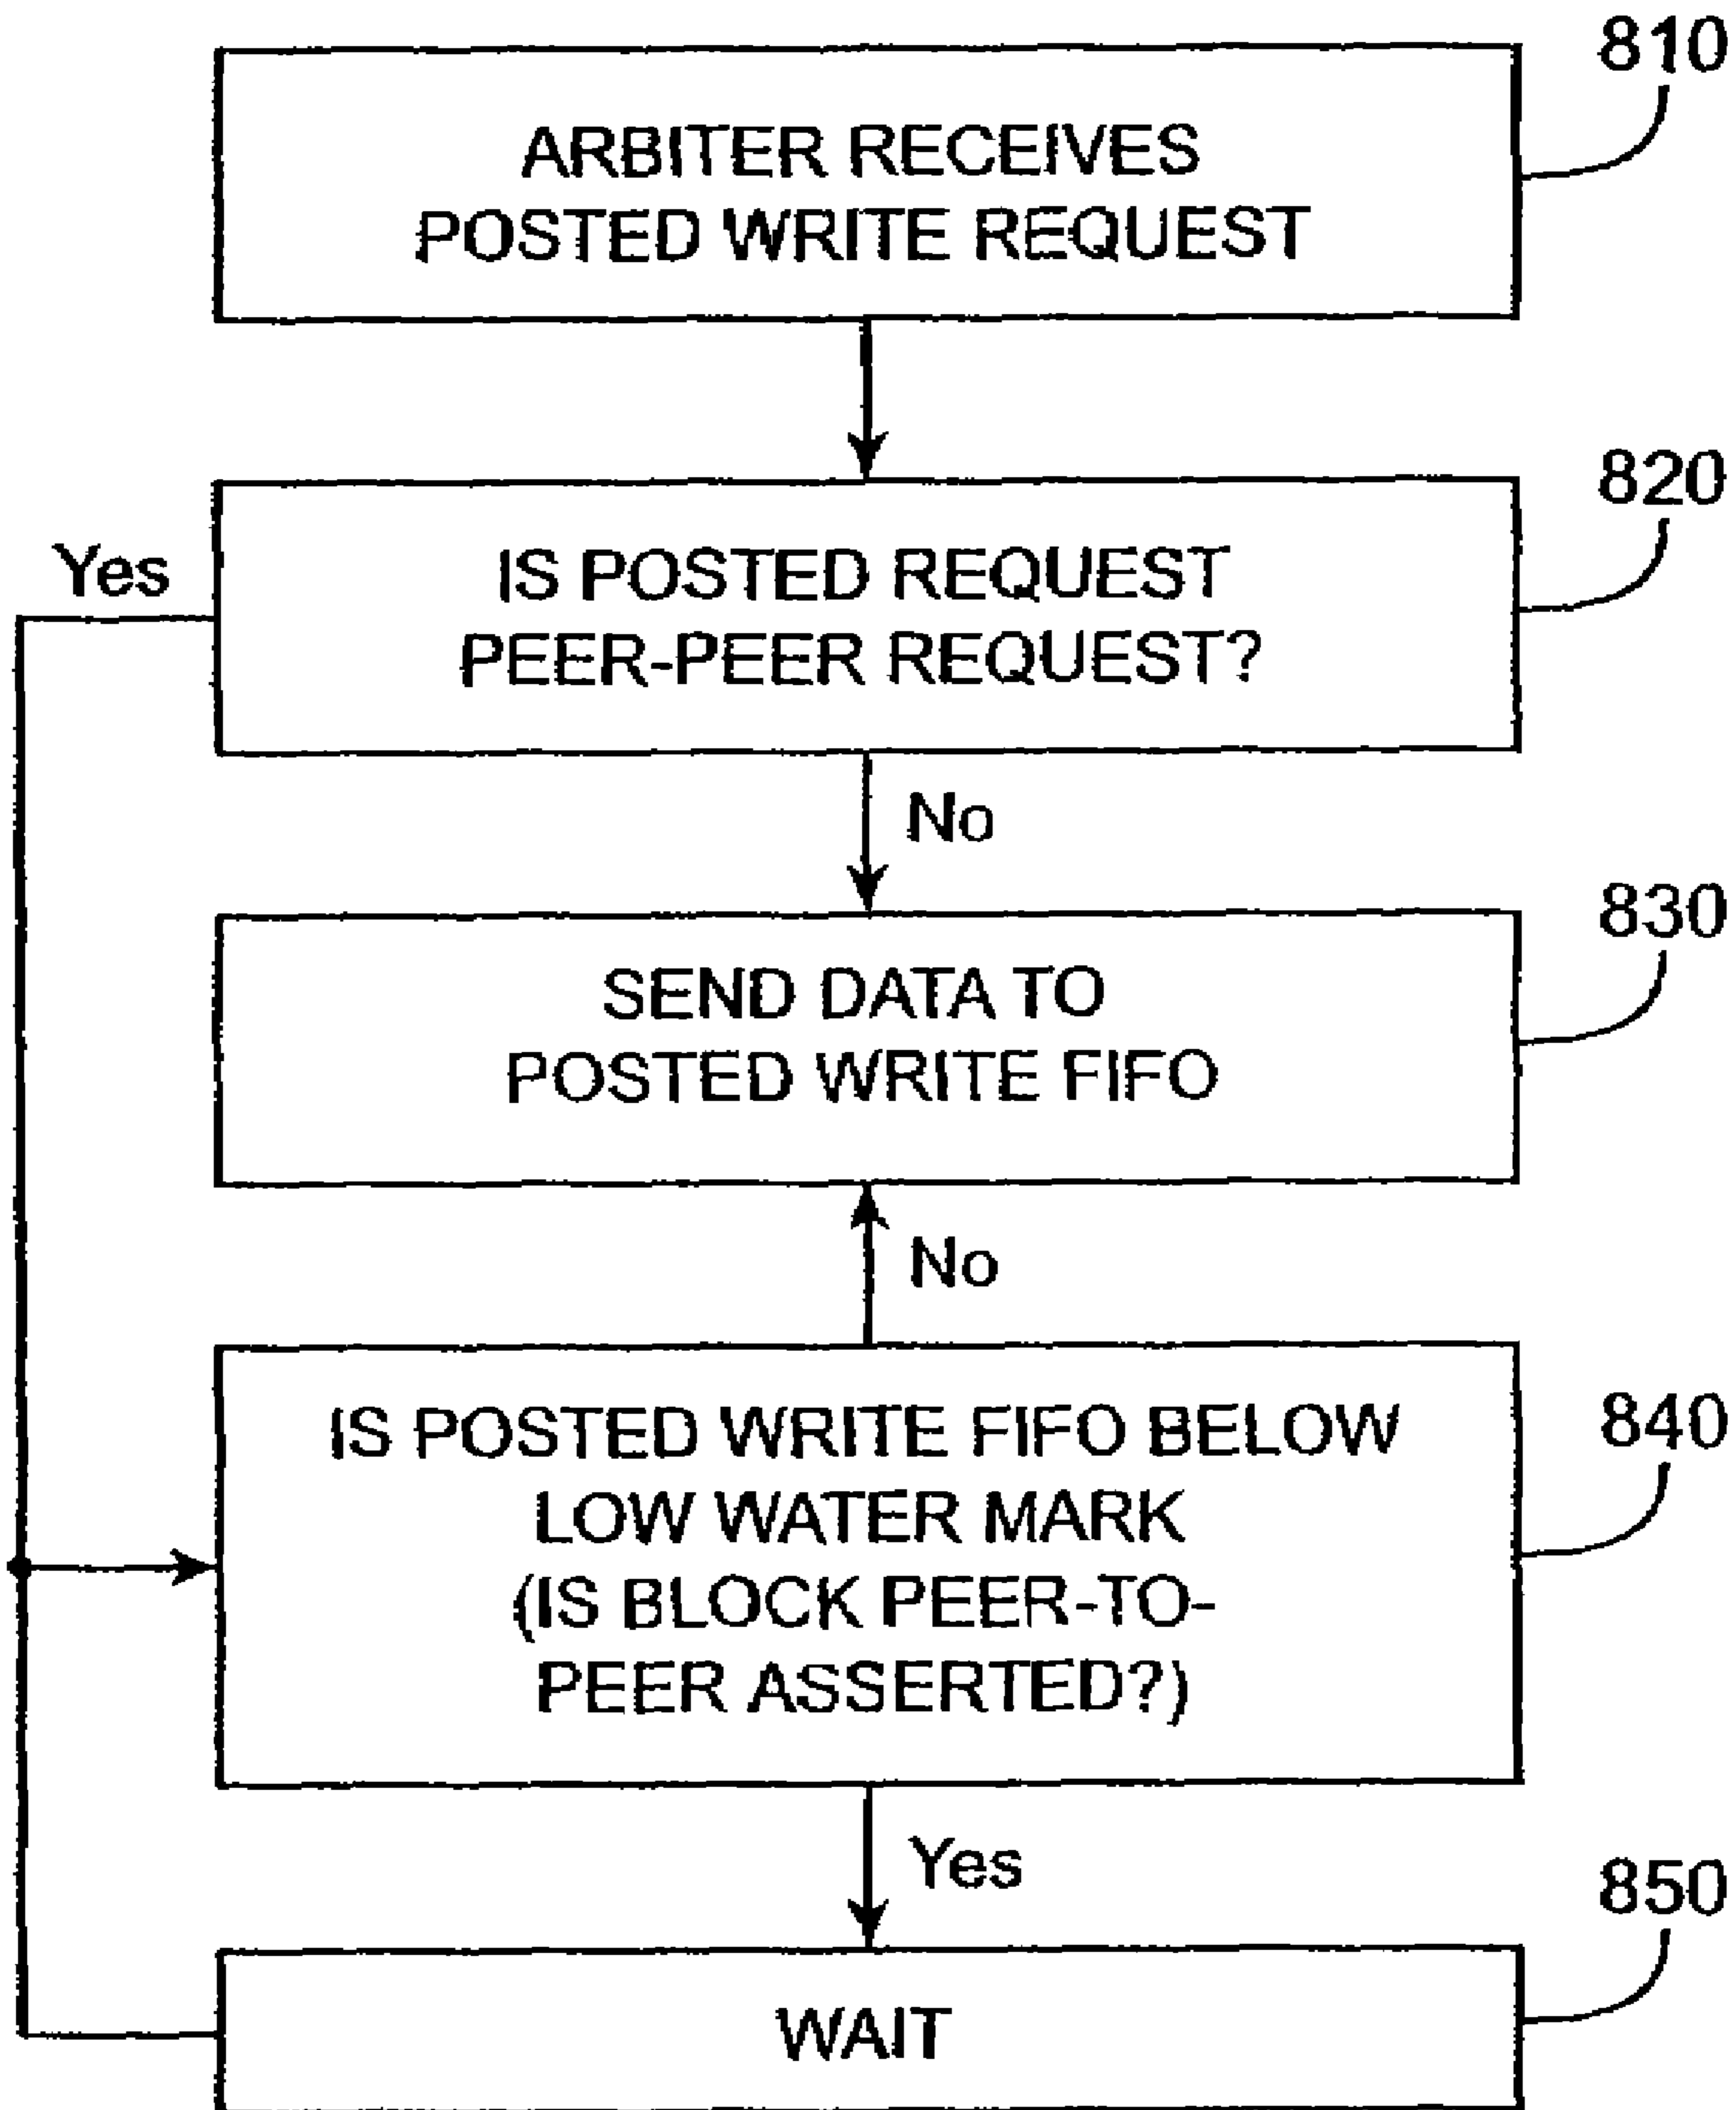 810
ARBITER RECEIVES
POSTED WRITE REQUEST
820
Yes
IS POSTED REQUEST
PEER-PEER REQUEST?
No
830
SEND DATA TO
POSTED WRITE FIFO
No
840
IS POSTED WRITE FIFO BELOW
LOW WATER MARK
(IS BLOCK PEER-TO-
PEER ASSERTED?)
Yes
850
WAIT